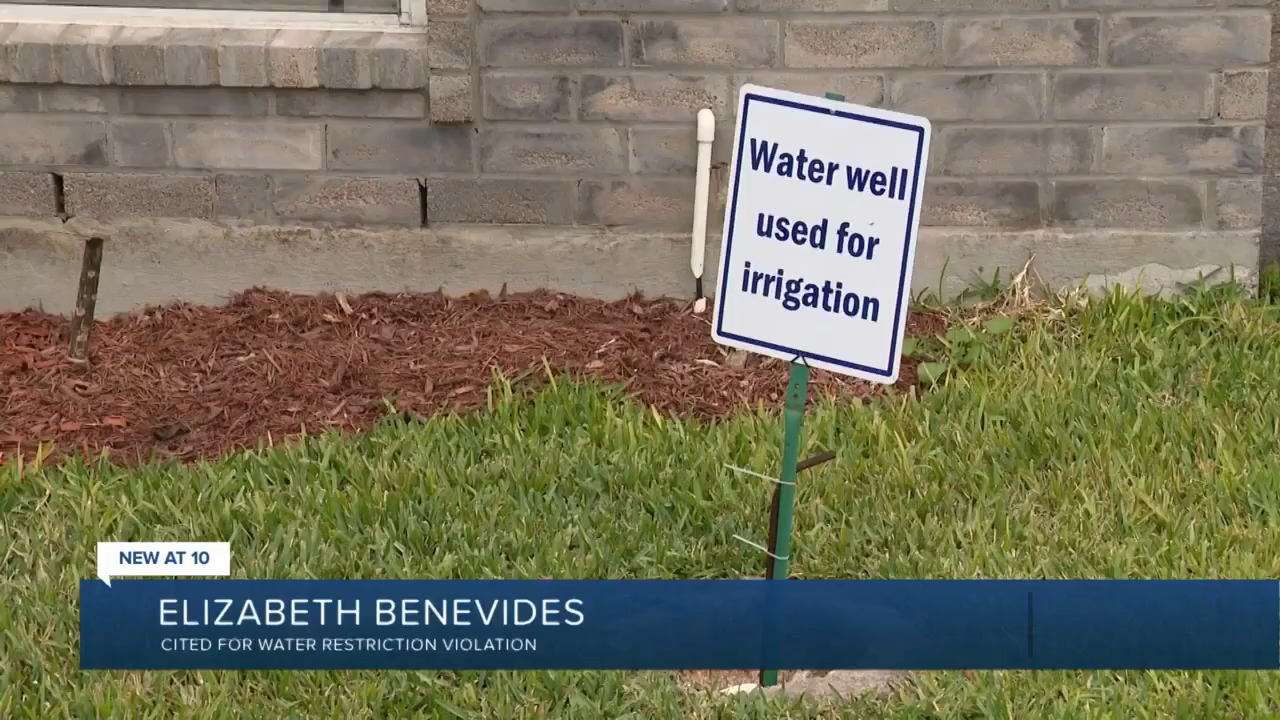 Water well
used for
irrigation
NEW AT 10
ELIZABETH BENEVIDES
CITED FOR WATER RESTRICTION VIOLATION